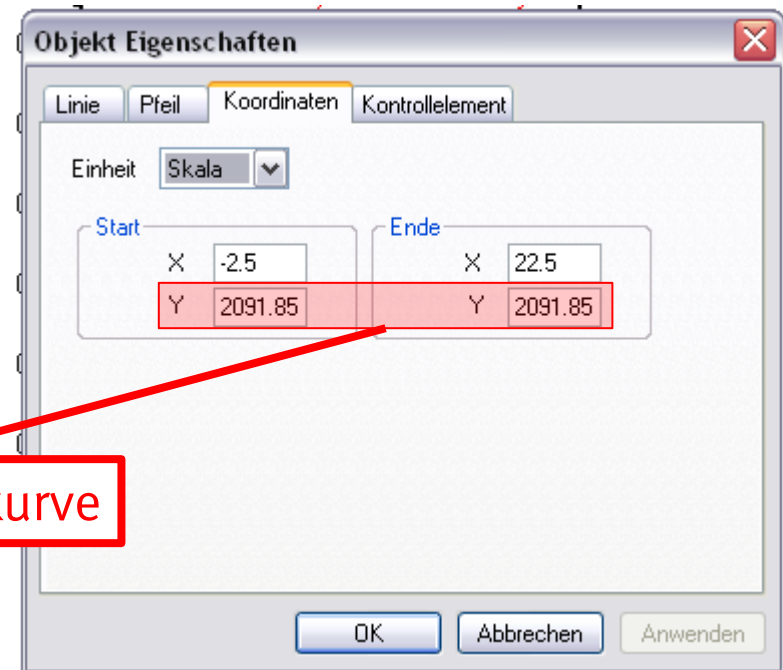 Objekt Eigenschaften
Linie Pfeil Koordinaten Kontrollelement
Einheit Skala
Start Ende
X -2.5 X 22.5
Y 2091.85 Y 2091.85
kurve
OK Abbrechen Anwenden